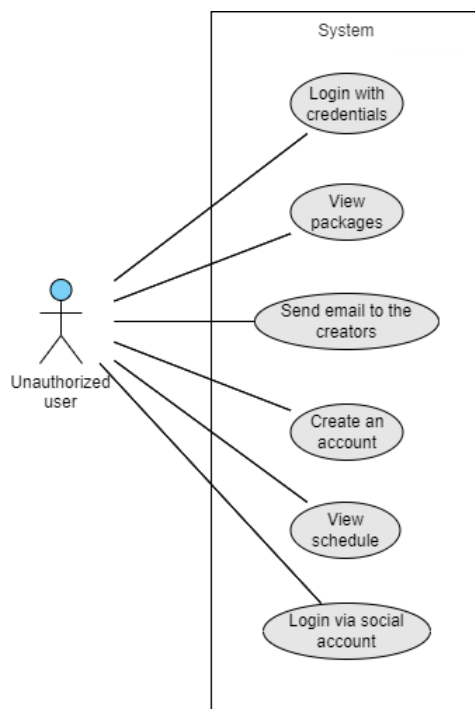 System
Login with
credentials
View
packages
Send email to the
creators
Unauthorized
user
Create an
account
View
schedule
Login via social
account